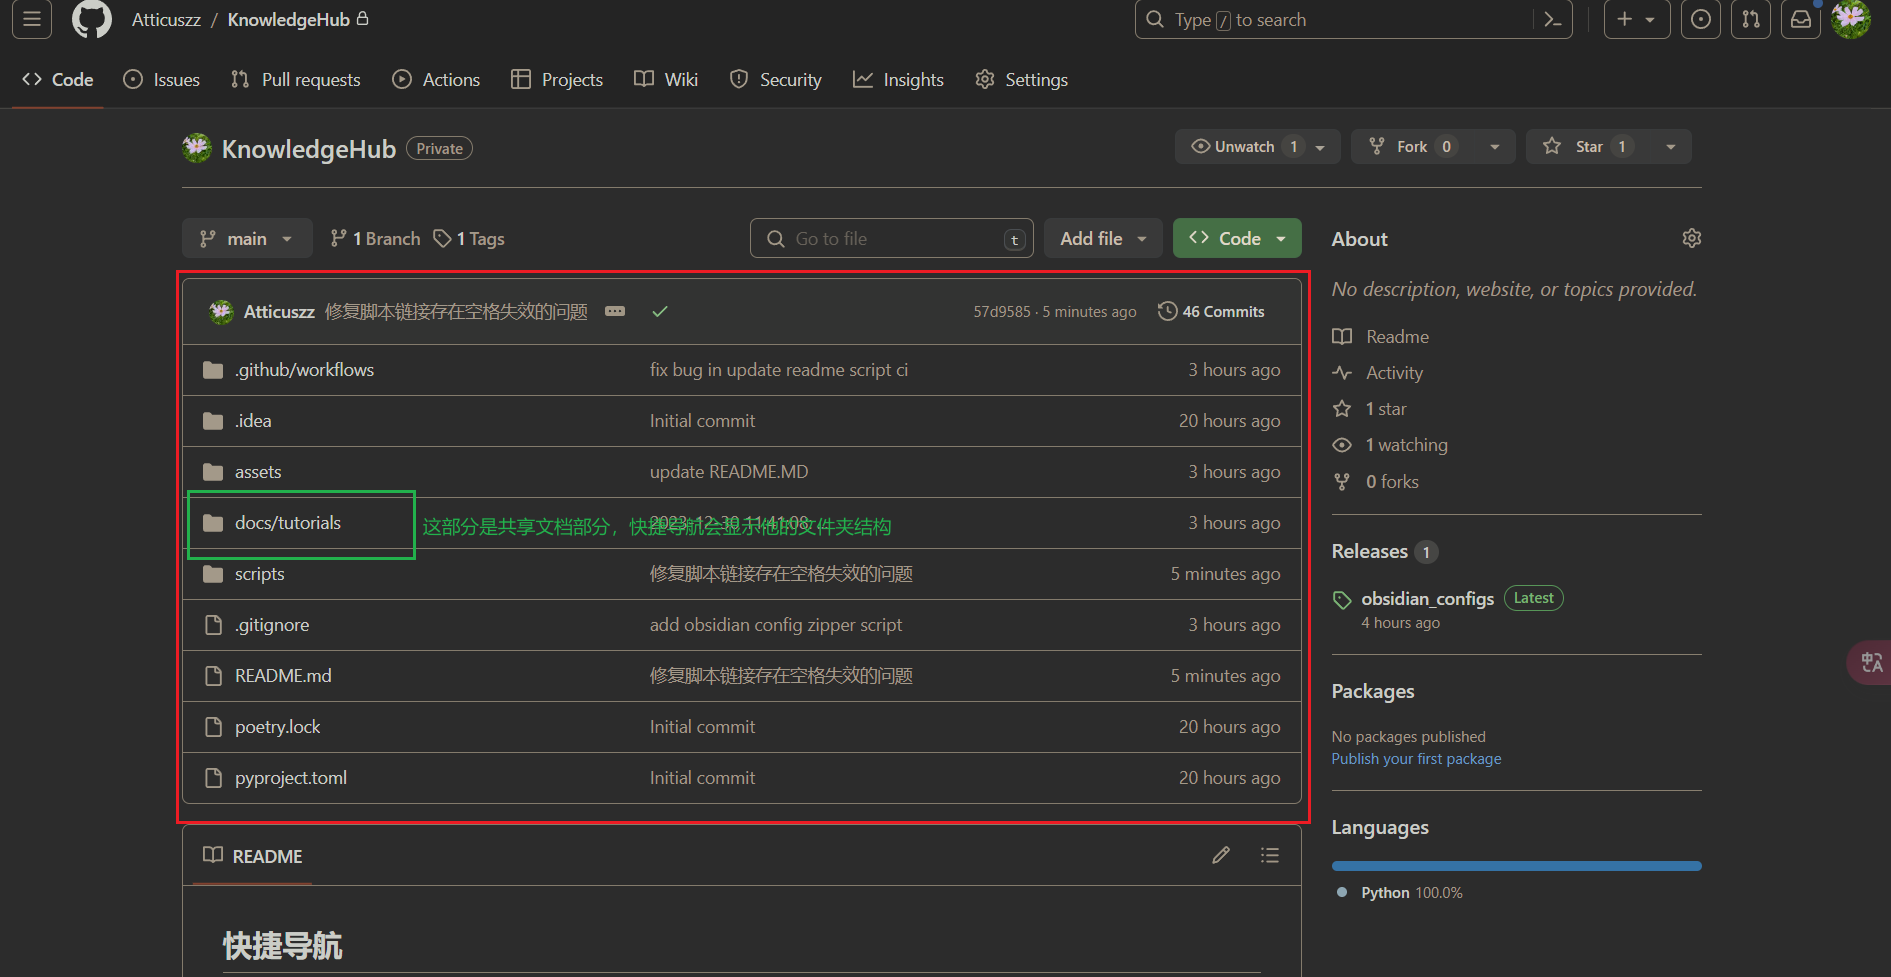 Atticuszz / KnowledgeHub
Type / to search
Code Issues Pull requests Actions Projects Wiki Security Insights Settings
KnowledgeHub Private
Unwatch 1 Fork 0 Star 1
main 1 Branch 1 Tags
Go to file t Add file Code
Atticuszz 修复脚本链接存在空格失效的问题 57d9585 · 5 minutes ago 46 Commits
.github/workflows fix bug in update readme script ci 3 hours ago
.idea Initial commit 20 hours ago
assets update README.MD 3 hours ago
docs/tutorials 2023-12-30 11:41:08 3 hours ago
这部分是共享文档部分，快捷导航会显示他的文件夹结构
scripts 修复脚本链接存在空格失效的问题 5 minutes ago
.gitignore add obsidian config zipper script 3 hours ago
README.md 修复脚本链接存在空格失效的问题 5 minutes ago
poetry.lock Initial commit 20 hours ago
pyproject.toml Initial commit 20 hours ago
README
快捷导航
About
No description, website, or topics provided.
Readme
Activity
1 star
1 watching
0 forks
Releases 1
obsidian_configs Latest
4 hours ago
Packages
No packages published
Publish your first package
Languages
Python 100.0%
中A